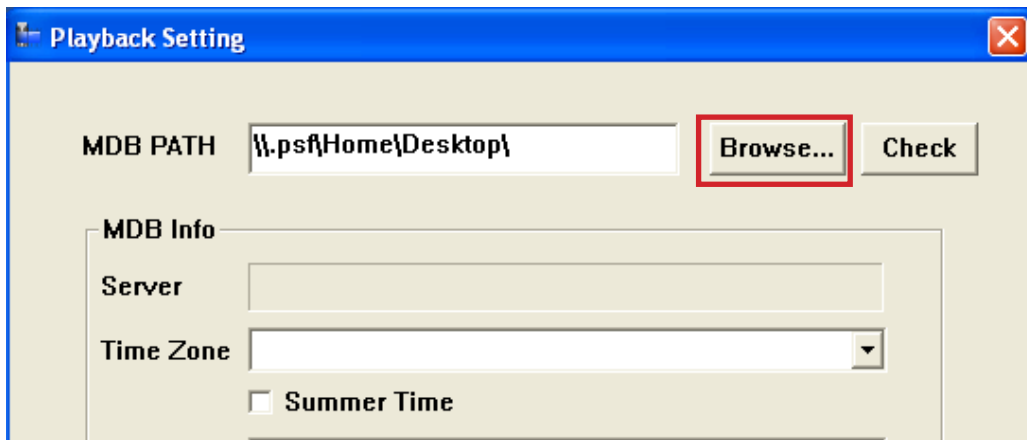 Playback Setting
MDB PATH \\.psf\Home\Desktop\ Browse... Check
MDB Info
Server
Time Zone
Summer Time